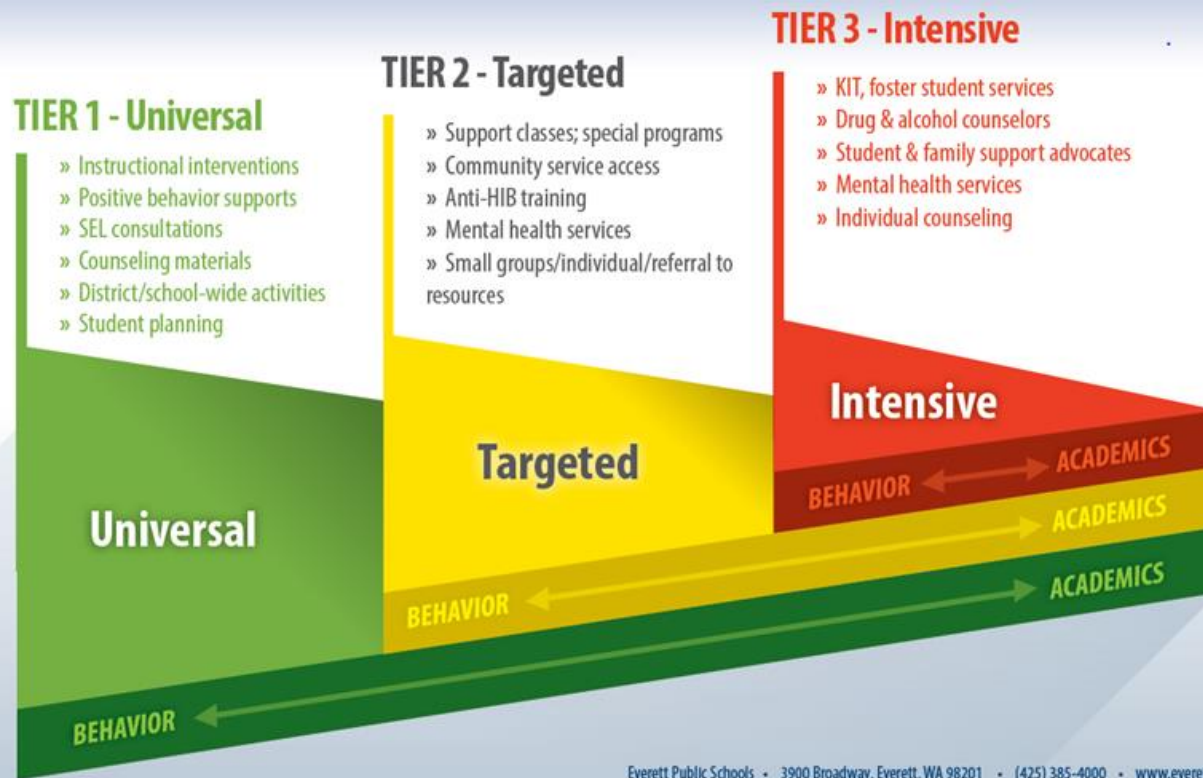 TIER 1 - Universal
» Instructional interventions
» Positive behavior supports
» SEL consultations
» Counseling materials
» District/school-wide activities
» Student planning
TIER 2 - Targeted
» Support classes; special programs
» Community service access
» Anti-HIB training
» Mental health services
» Small groups/individual/referral to
resources
TIER 3 - Intensive
» KIT, foster student services
» Drug & alcohol counselors
» Student & family support advocates
» Mental health services
» Individual counseling
Universal
Targeted
Intensive
BEHAVIOR ACADEMICS
BEHAVIOR ACADEMICS
BEHAVIOR ACADEMICS
Everett Public Schools • 3900 Broadway, Everett, WA 98201 • (425) 385-4000 •